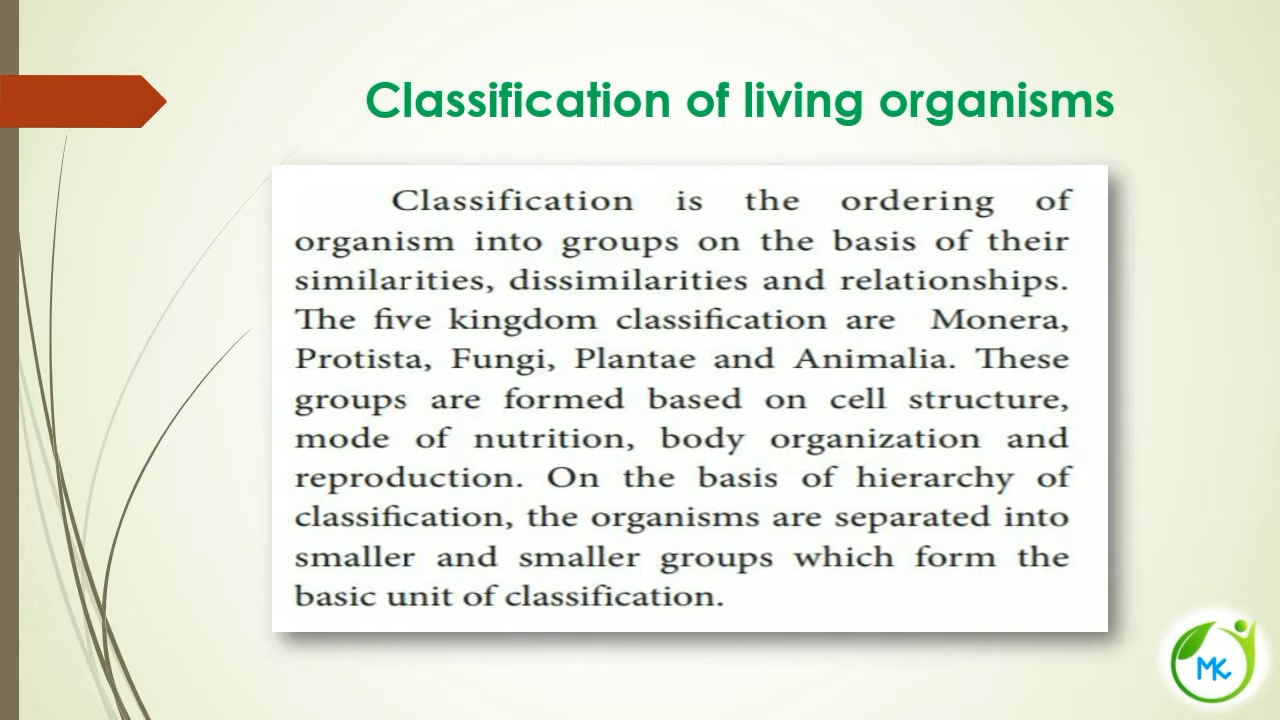 Classification of living organisms
Classification is the ordering of
organism into groups on the basis of their
similarities, dissimilarities and relationships.
The five kingdom classification are Monera,
Protista, Fungi, Plantae and Animalia. These
groups are formed based on cell structure,
mode of nutrition, body organization and
reproduction. On the basis of hierarchy of
classification, the organisms are separated into
smaller and smaller groups which form the
basic unit of classification.
MK